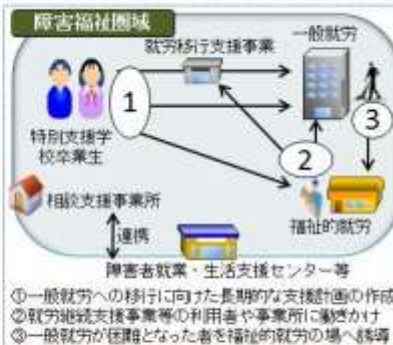 障害福祉圏域
一般就労
就労移行支援事業
①
③
特別支援学
校卒業生
②
相談支援事業所
福祉的就労
連携
障害者就業・生活支援センター等
①一般就労への移行に向けた長期的な支援計画の作成
②就労継続支援事業等の利用者や事業所に働きかけ
③一般就労が困難となった者を福祉的就労の場へ誘導